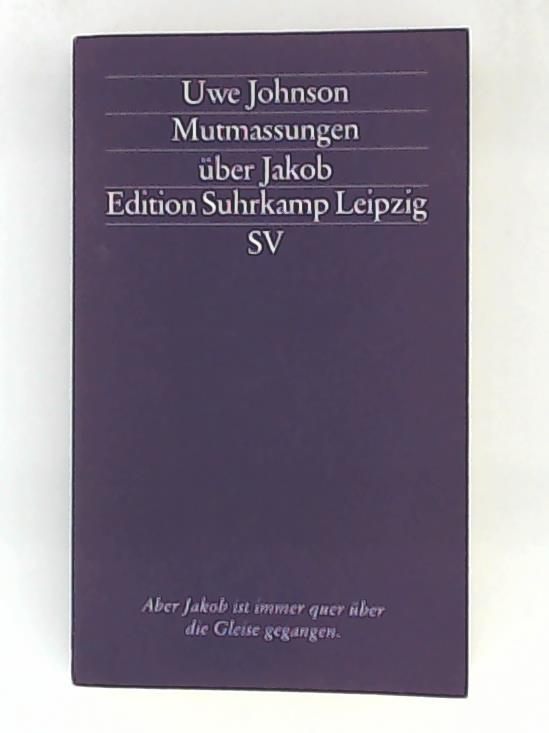 Uwe Johnson
Mutmassungen
über Jakob
Edition Suhrkamp Leipzig
SV
Aber Jakob ist immer quer über
die Gleise gegangen.